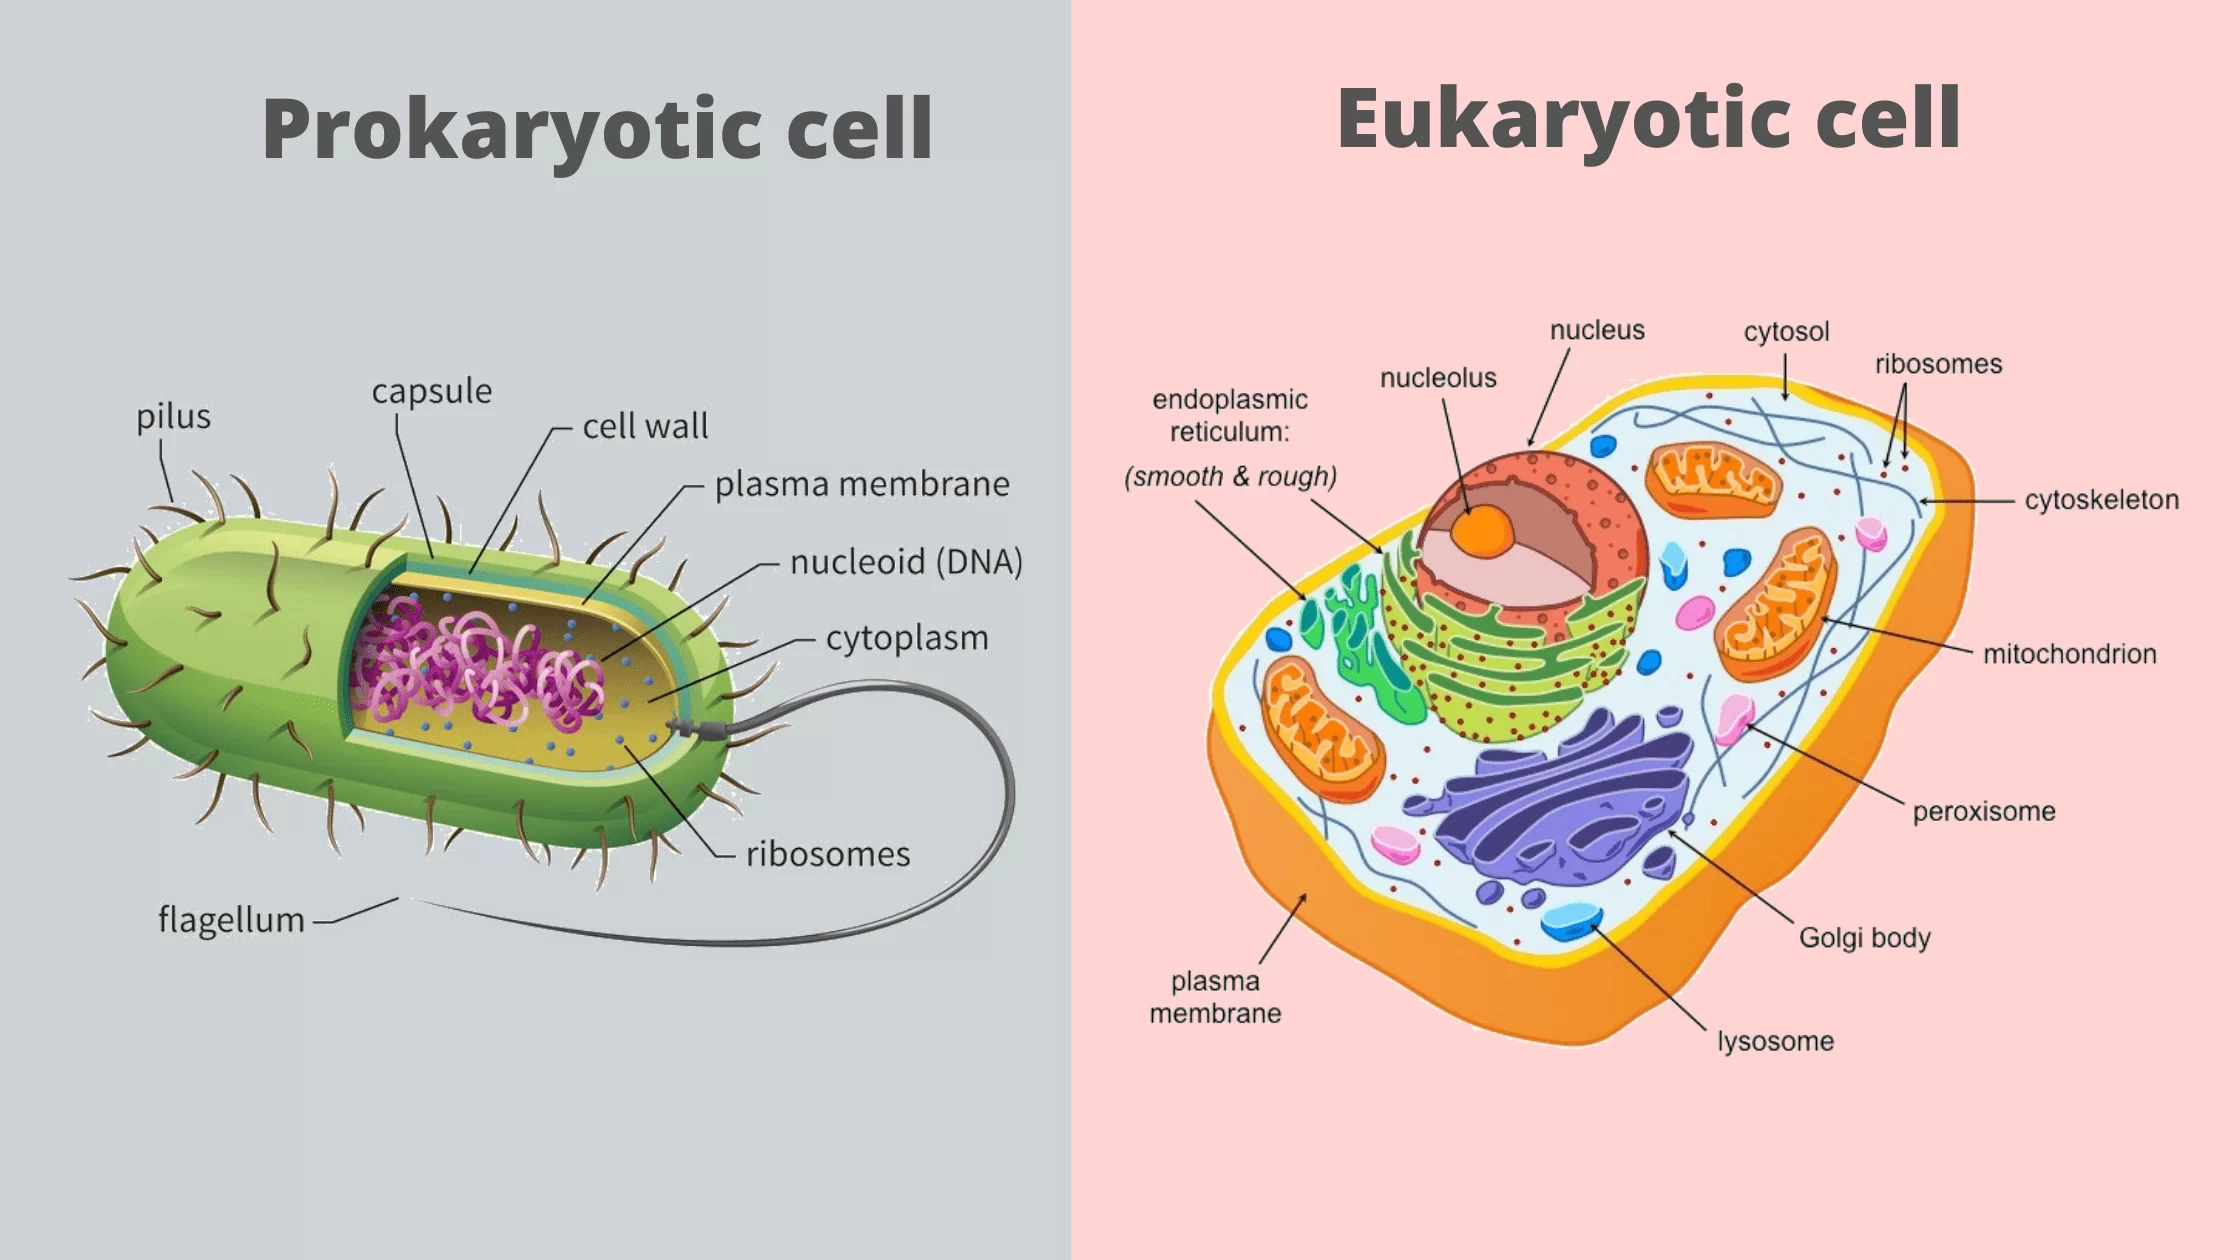 Prokaryotic cell
pilus
capsule
cell wall
plasma membrane
nucleoid (DNA)
cytoplasm
ribosomes
flagellum
Eukaryotic cell
nucleus
cytosol
ribosomes
nucleolus
endoplasmic
reticulum:
(smooth & rough)
cytoskeleton
mitochondrion
peroxisome
Golgi body
plasma
membrane
lysosome